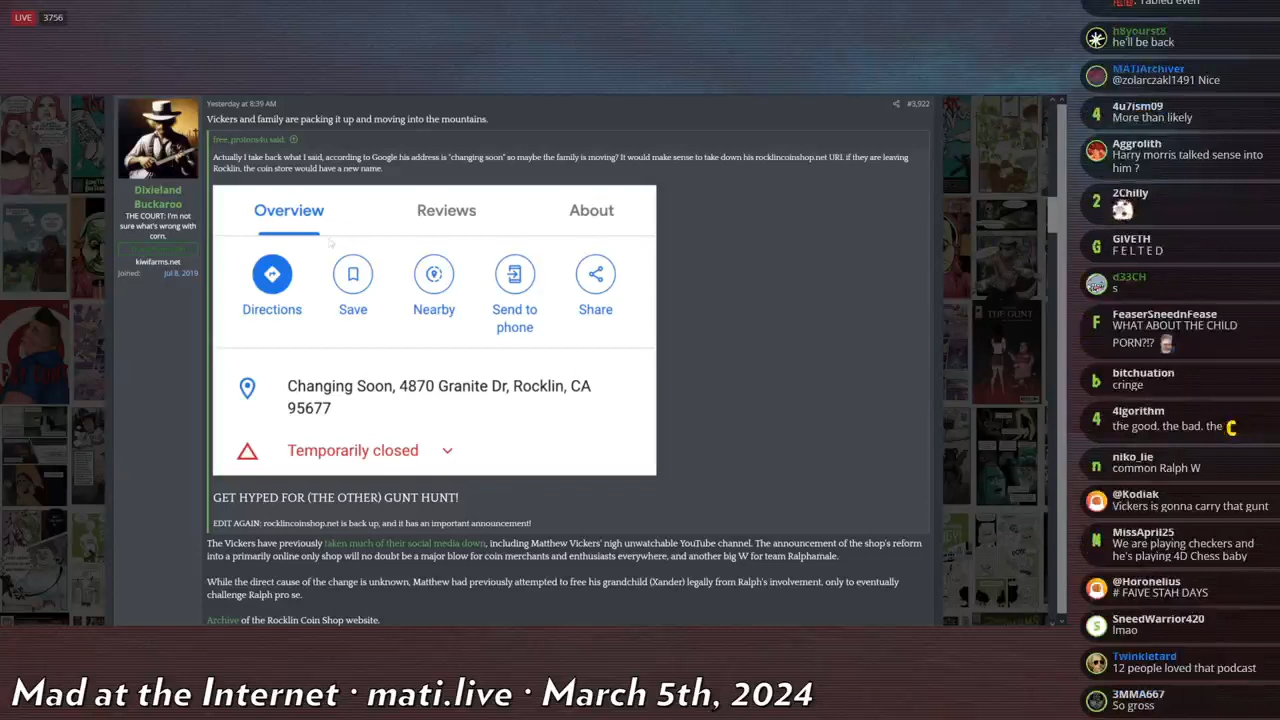 LIVE 3756
Yesterday at 8:39 AM
#3,922
Vickers and family are packing it up and moving into the mountains.
free_protons4u said:
Actually I take back what I said, according to Google his address is "changing soon" so maybe the family is moving? It would make sense to take down his rocklincoinshop.net URL if they are leaving
Rocklin, the coin store would have a new name.
Dixieland
Buckaroo
THE COURT: I'm not
sure what's wrong with
corn.
kiwifarms.net
Joined: Jul 8, 2019
Overview
Reviews
About
Directions
Save
Nearby
Send to
phone
Share
Changing Soon, 4870 Granite Dr, Rocklin, CA
95677
Temporarily closed
GET HYPED FOR (THE OTHER) GUNT HUNT!
EDIT AGAIN: rocklincoinshop.net is back up, and it has an important announcement!
The Vickers have previously taken much of their social media down, including Matthew Vickers' nigh unwatchable YouTube channel. The announcement of the shop's reform
into a primarily online only shop will no doubt be a major blow for coin merchants and enthusiasts everywhere, and another big W for team Ralphamale.
While the direct cause of the change is unknown, Matthew had previously attempted to free his grandchild (Xander) legally from Ralph's involvement, only to eventually
challenge Ralph pro se.
Archive of the Rocklin Coin Shop website.
THE GUNT
h8yourst8
he'll be back
MATIArchiver
@zolarczakl1491 Nice
4u7ism09
More than likely
Aggrolith
Harry morris talked sense into
him ?
2Chilly
GIVETH
F E L T E D
d33CH
s
FeaserSneednFease
WHAT ABOUT THE CHILD
PORN?!?
bitchuation
cringe
4lgorithm
the good. the bad. the C
niko_lie
common Ralph W
@Kodiak
Vickers is gonna carry that gunt
MissApril25
We are playing checkers and
he's playing 4D Chess baby
@Horonelius
# FAIVE STAH DAYS
SneedWarrior420
lmao
Twinkletard
12 people loved that podcast
3MMA667
So gross
Mad at the Internet · mati.live · March 5th, 2024